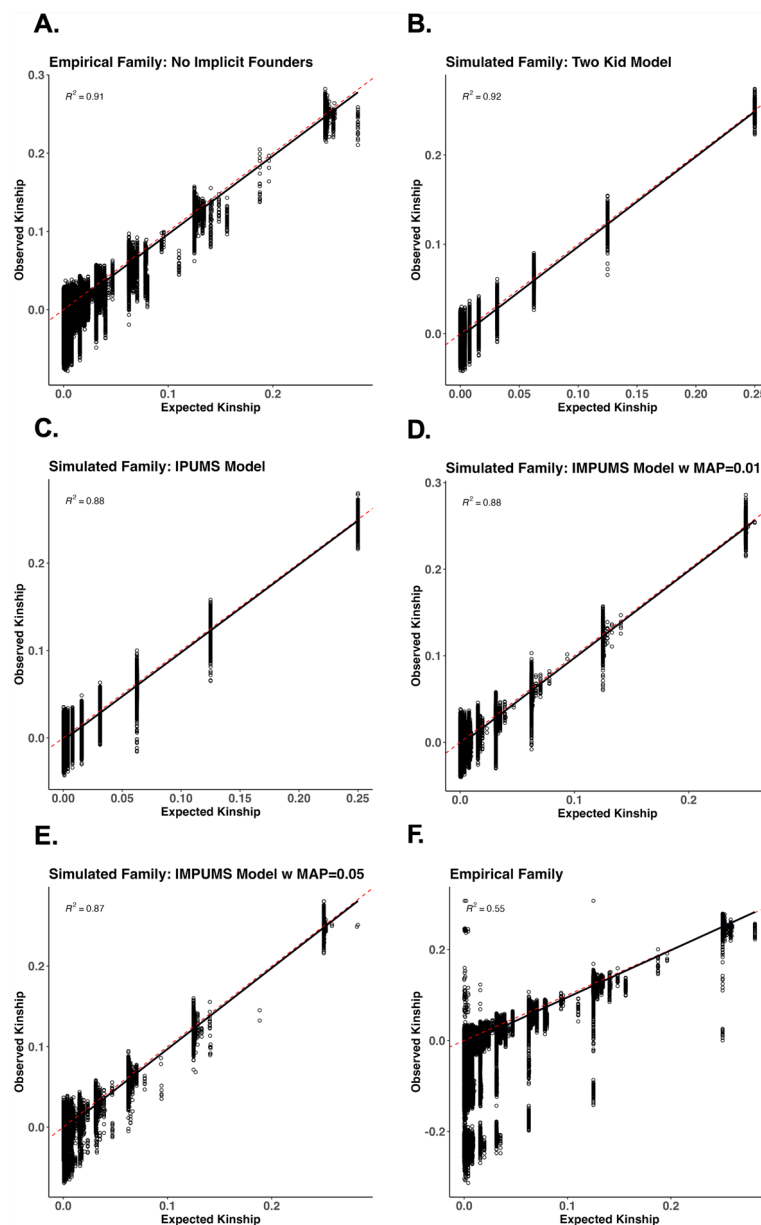 A.
Empirical Family: No Implicit Founders
R² = 0.91
Observed Kinship
0.3
0.2
0.1
0.0
0.0 0.1 0.2
Expected Kinship
B.
Simulated Family: Two Kid Model
R² = 0.92
Observed Kinship
0.2
0.1
0.0
0.00 0.05 0.10 0.15 0.20 0.25
Expected Kinship
C.
Simulated Family: IPUMS Model
R² = 0.88
Observed Kinship
0.2
0.1
0.0
0.00 0.05 0.10 0.15 0.20 0.25
Expected Kinship
D.
Simulated Family: IMPUMS Model w MAP=0.01
R² = 0.88
Observed Kinship
0.3
0.2
0.1
0.0
0.0 0.1 0.2
Expected Kinship
E.
Simulated Family: IMPUMS Model w MAP=0.05
R² = 0.87
Observed Kinship
0.2
0.1
0.0
0.0 0.1 0.2
Expected Kinship
F.
Empirical Family
R² = 0.55
Observed Kinship
0.2
0.0
-0.2
0.0 0.1 0.2
Expected Kinship